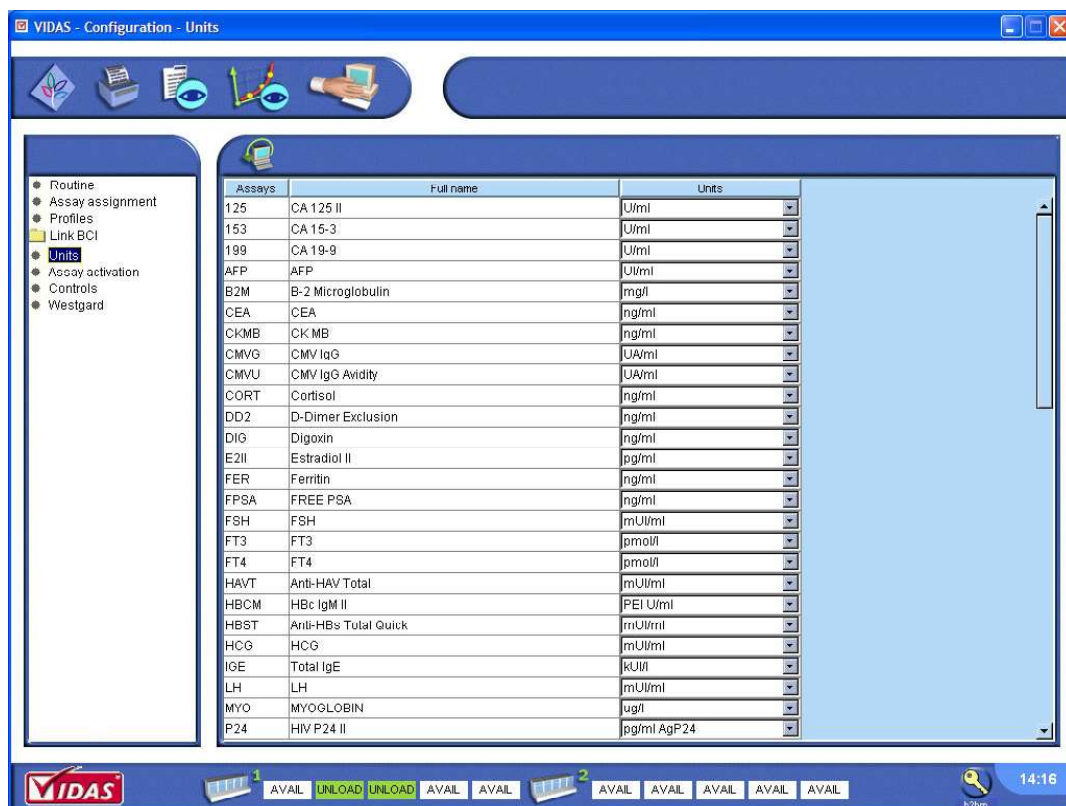 VIDAS - Configuration - Units
Routine
Assay assignment
Profiles
Link BCI
Units
Assay activation
Controls
Westgard
Assays Full name Units
125 CA 125 II U/ml
153 CA 15-3 U/ml
199 CA 19-9 U/ml
AFP AFP UI/ml
B2M B-2 Microglobulin mg/l
CEA CEA ng/ml
CKMB CK MB ng/ml
CMVG CMV IgG UA/ml
CMVU CMV IgG Avidity UA/ml
CORT Cortisol ng/ml
DD2 D-Dimer Exclusion ng/ml
DIG Digoxin ng/ml
E2II Estradiol II pg/ml
FER Ferritin ng/ml
FPSA FREE PSA ng/ml
FSH FSH mUI/ml
FT3 FT3 pmol/l
FT4 FT4 pmol/l
HAVT Anti-HAV Total mUI/ml
HBCM HBc IgM II PEI U/ml
HBST Anti-HBs Total Quick mUI/ml
HCG HCG mUI/ml
IGE Total IgE kUI/l
LH LH mUI/ml
MYO MYOGLOBIN ug/l
P24 HIV P24 II pg/ml AgP24
VIDAS 1 AVAIL UNLOAD UNLOAD AVAIL AVAIL 2 AVAIL AVAIL AVAIL AVAIL AVAIL 14:16